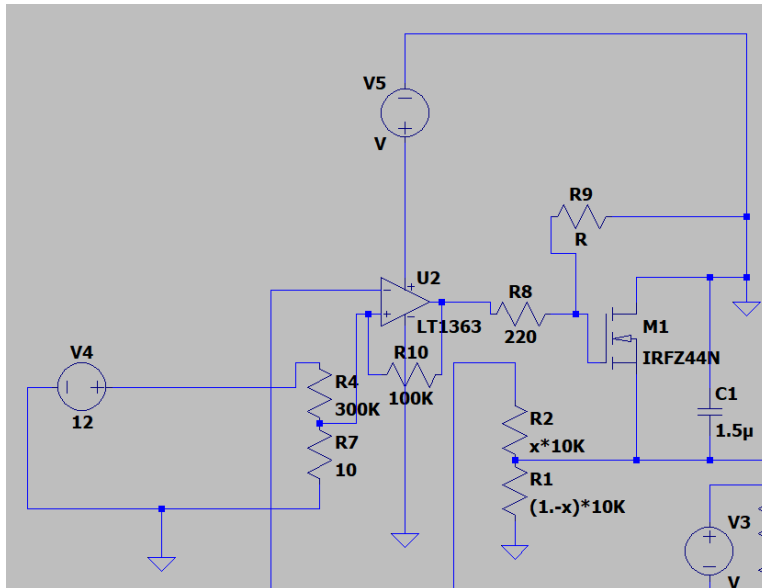 V5
V
R9
R
U2
LT1363
R8
220
M1
IRFZ44N
V4
12
R4
300K
R10
100K
R7
10
R2
x*10K
C1
1.5µ
R1
(1.-x)*10K
V3
V